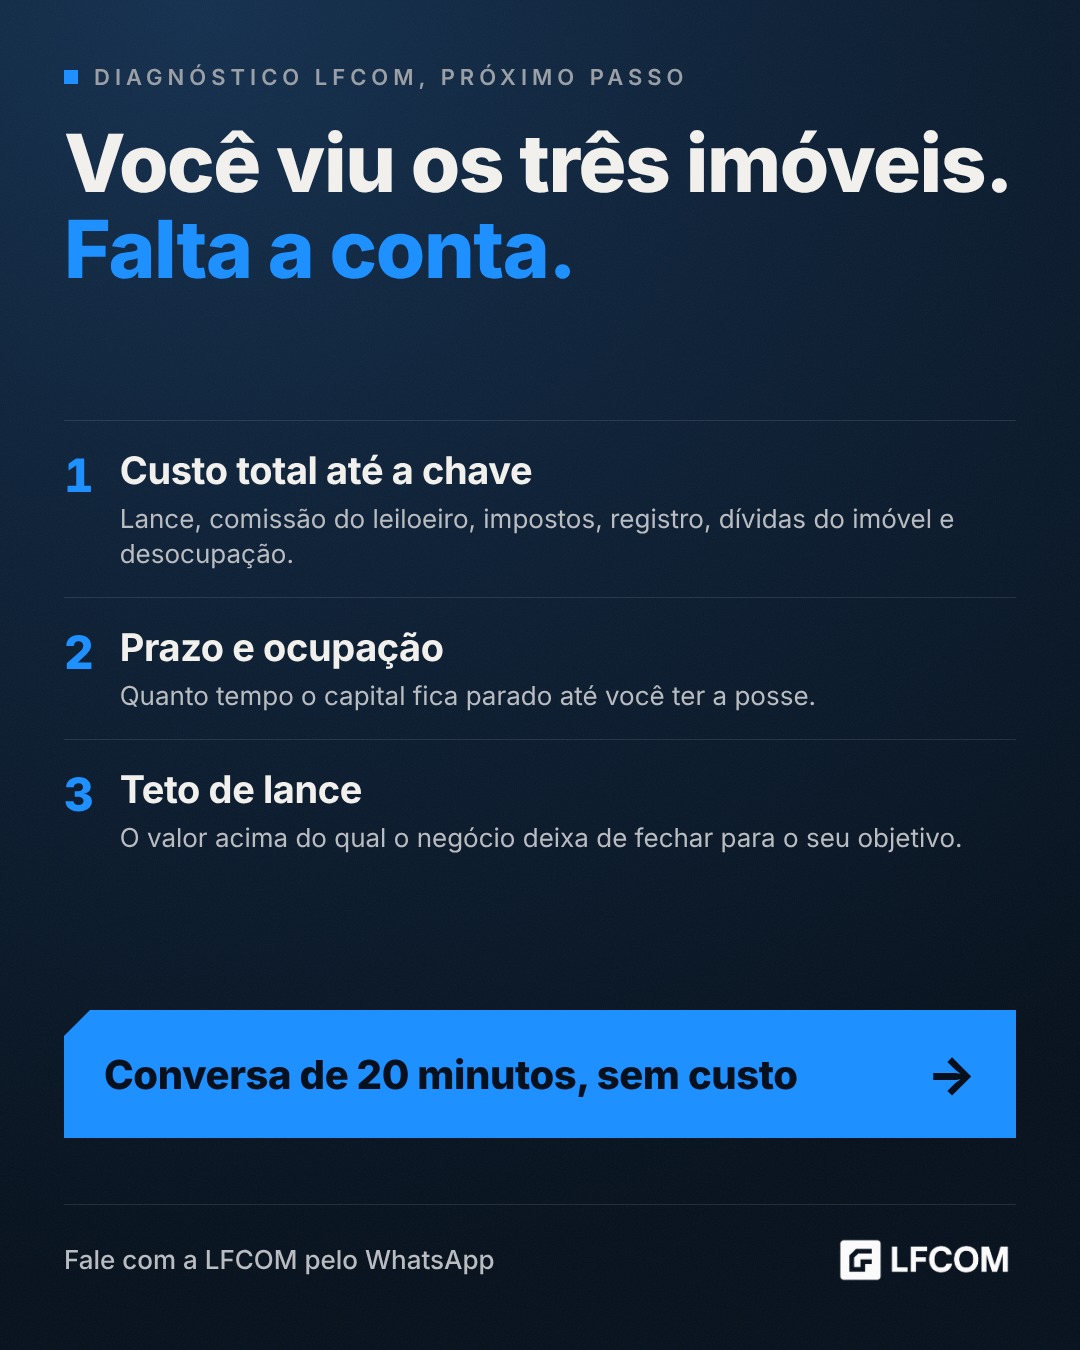 DIAGNÓSTICO LFCOM, PRÓXIMO PASSO
Você viu os três imóveis.
Falta a conta.
1 Custo total até a chave
Lance, comissão do leiloeiro, impostos, registro, dívidas do imóvel e
desocupação.
2 Prazo e ocupação
Quanto tempo o capital fica parado até você ter a posse.
3 Teto de lance
O valor acima do qual o negócio deixa de fechar para o seu objetivo.
Conversa de 20 minutos, sem custo →
Fale com a LFCOM pelo WhatsApp
LFCOM